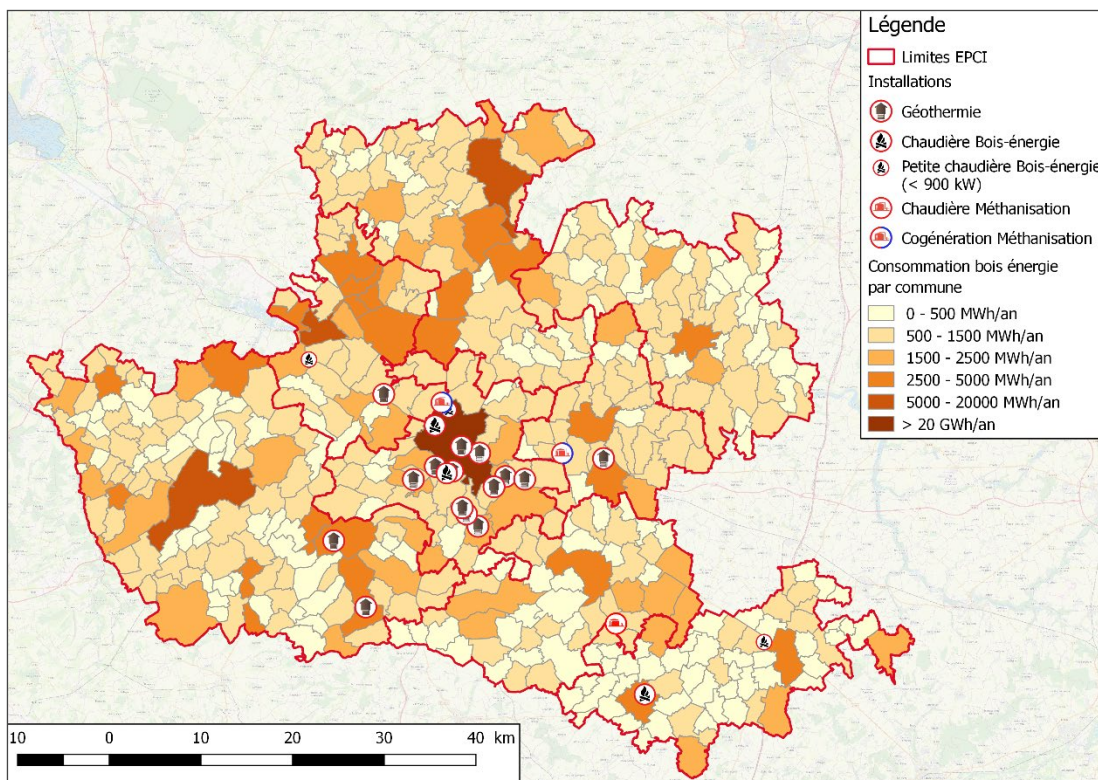 Légende
Limites EPCI
Installations
Géothermie
Chaudière Bois-énergie
Petite chaudière Bois-énergie
(< 900 kW)
Chaudière Méthanisation
Cogénération Méthanisation
Consommation bois énergie
par commune
0 - 500 MWh/an
500 - 1500 MWh/an
1500 - 2500 MWh/an
2500 - 5000 MWh/an
5000 - 20000 MWh/an
> 20 GWh/an
10 0 10 20 30 40 km